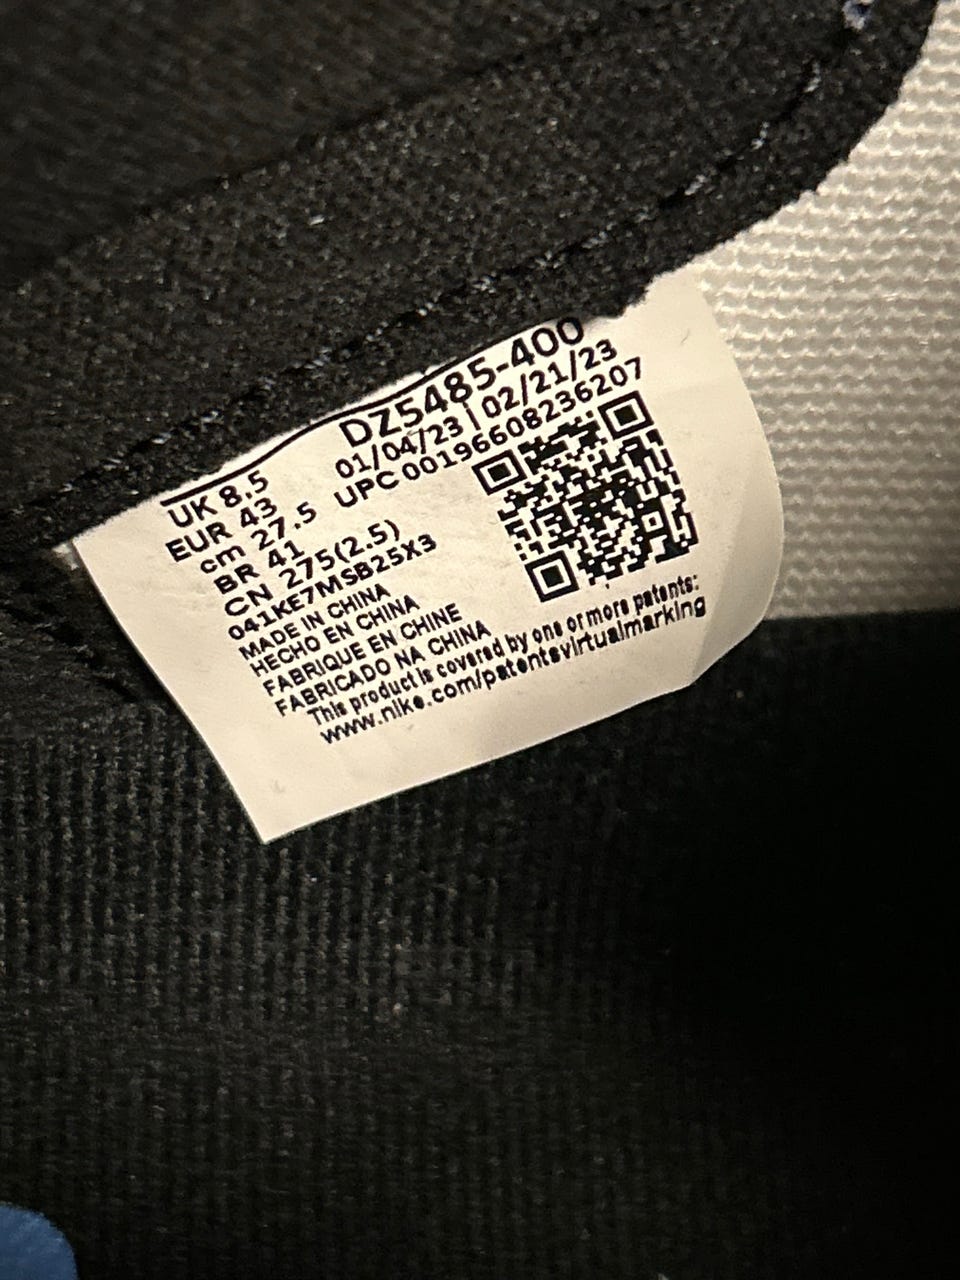 DZ5485-400
01/04/23 | 02/21/23
UPC 00196608236207
UK 8.5
EUR 43
cm 27.5
BR 41
CN 275(2.5)
041KE7MSB25X3
MADE IN CHINA
HECHO EN CHINA
FABRIQUE EN CHINE
FABRICADO NA CHINA
This product is covered by one or more patents:
www.nike.com/patentsvirtualmarking